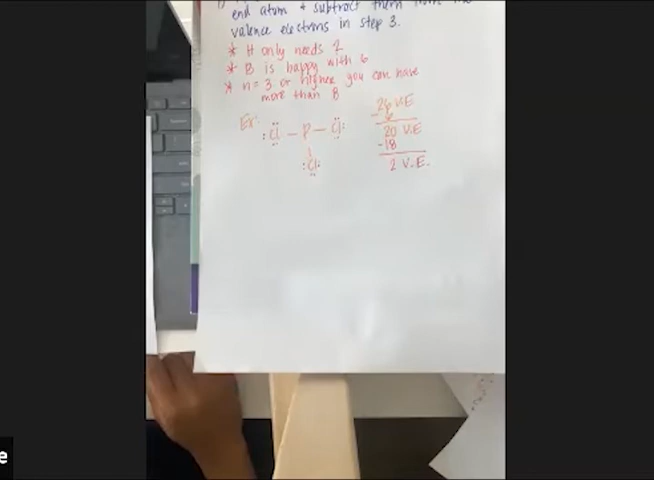 end atom & subtract them from the
valence electrons in step 3.
* H only needs 2
* B is happy with 6
* n=3 or higher you can have
more than 8
Ex:
:Cl — P — Cl:
:Cl:
26 V.E
- 6
20 V.E
-18
2 V.E.
e